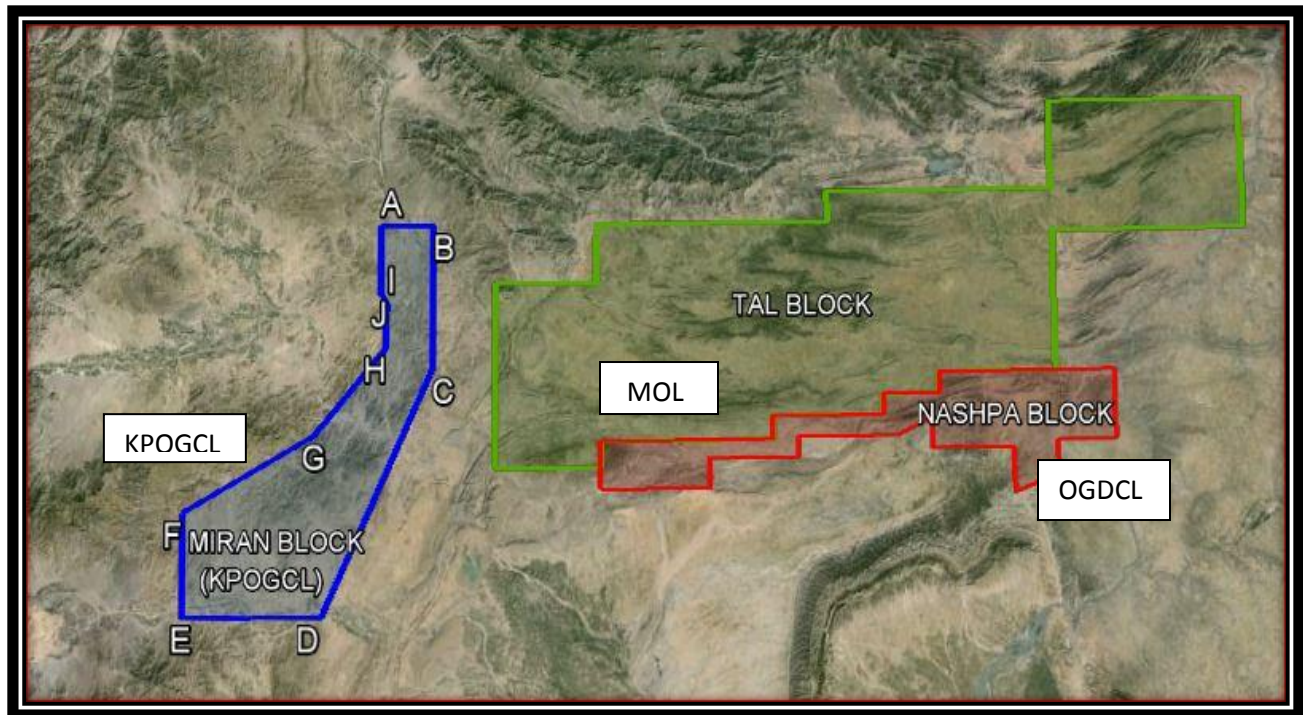 A
B
I
J
H
C
TAL BLOCK
MOL
NASHPA BLOCK
KPOGCL
G
OGDCL
F
MIRAN BLOCK
(KPOGCL)
E
D